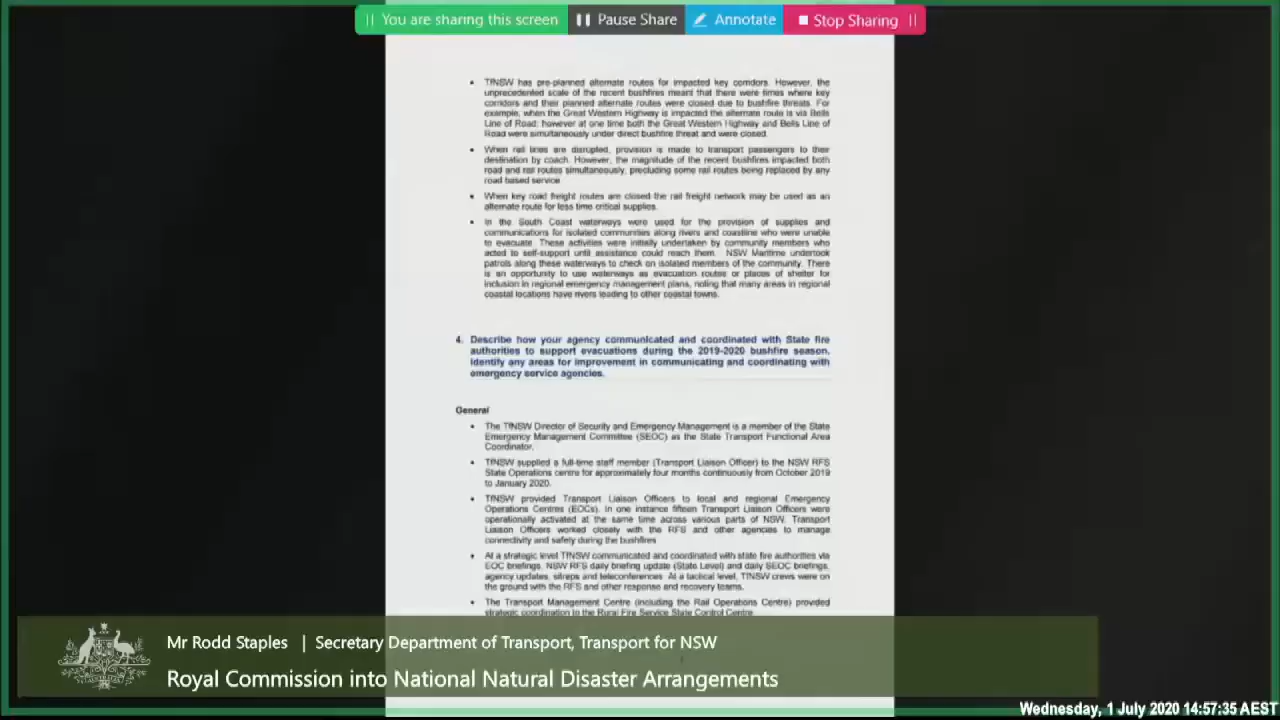 You are sharing this screen
Pause Share
Annotate
Stop Sharing
• TfNSW has pre-planned alternate routes for impacted key corridors. However, the
unprecedented scale of the recent bushfires meant that there were times where key
corridors and their planned alternate routes were closed due to bushfire threats. For
example, when the Great Western Highway is impacted the alternate route is via Bells
Line of Road; however at one time both the Great Western Highway and Bells Line of
Road were simultaneously under direct bushfire threat and were closed.
• When rail lines are disrupted, provision is made to transport passengers to their
destination by coach. However, the magnitude of the recent bushfires impacted both
road and rail routes simultaneously, precluding some rail routes being replaced by any
road based service
• When key road freight routes are closed the rail freight network may be used as an
alternate route for less time critical supplies.
• In the South Coast waterways were used for the provision of supplies and
communications for isolated communities along rivers and coastline who were unable
to evacuate. These activities were initially undertaken by community members who
acted to self-support until assistance could reach them. NSW Maritime undertook
patrols along these waterways to check on isolated members of the community. There
is an opportunity to use waterways as evacuation routes or places of shelter for
inclusion in regional emergency management plans, noting that many areas in regional
coastal locations have rivers leading to other coastal towns.
4. Describe how your agency communicated and coordinated with State fire
authorities to support evacuations during the 2019-2020 bushfire season.
Identify any areas for improvement in communicating and coordinating with
emergency service agencies.
General
• The TfNSW Director of Security and Emergency Management is a member of the State
Emergency Management Committee (SEOC) as the State Transport Functional Area
Coordinator.
• TfNSW supplied a full-time staff member (Transport Liaison Officer) to the NSW RFS
State Operations centre for approximately four months continuously from October 2019
to January 2020.
• TfNSW provided Transport Liaison Officers to local and regional Emergency
Operations Centres (EOCs). In one instance fifteen Transport Liaison Officers were
operationally activated at the same time across various parts of NSW. Transport
Liaison Officers worked closely with the RFS and other agencies to manage
connectivity and safety during the bushfires
• At a strategic level TfNSW communicated and coordinated with state fire authorities via
EOC briefings, NSW RFS daily briefing update (State Level) and daily SEOC briefings,
agency updates, sitreps and teleconferences. At a tactical level, TfNSW crews were on
the ground with the RFS and other response and recovery teams.
• The Transport Management Centre (including the Rail Operations Centre) provided
strategic coordination to the Rural Fire Service State Control Centre
Mr Rodd Staples | Secretary Department of Transport, Transport for NSW
Royal Commission into National Natural Disaster Arrangements
Wednesday, 1 July 2020 14:57:35 AEST